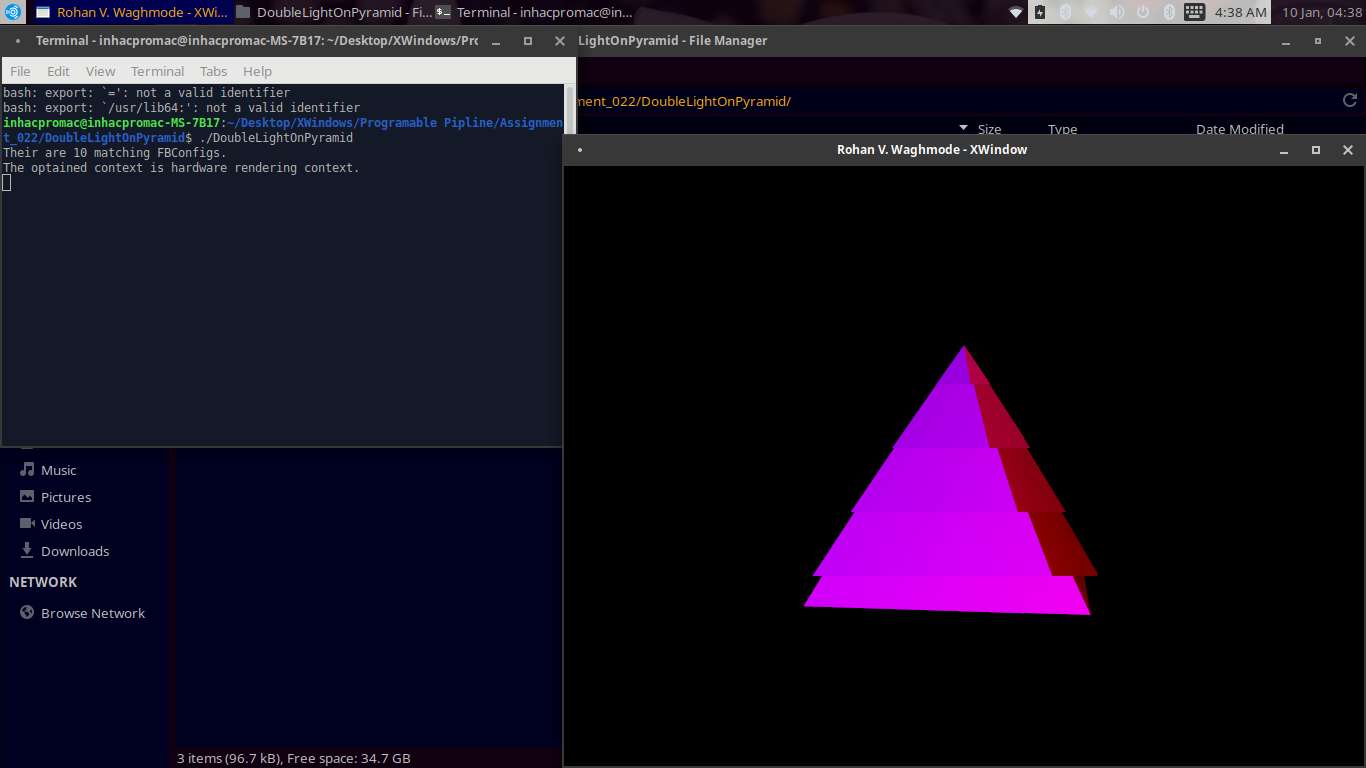 Rohan V. Waghmode - XWi...
DoubleLightOnPyramid - Fi...
Terminal - inhacpromac@in...
4:38 AM
10 Jan, 04:38
Terminal - inhacpromac@inhacpromac-MS-7B17: ~/Desktop/XWindows/Pro
LightOnPyramid - File Manager
File Edit View Terminal Tabs Help
bash: export: `=': not a valid identifier
bash: export: `/usr/lib64:': not a valid identifier
inhacpromac@inhacpromac-MS-7B17:~/Desktop/XWindows/Programable Pipline/Assignmen
t_022/DoubleLightOnPyramid$ ./DoubleLightOnPyramid
Their are 10 matching FBConfigs.
The optained context is hardware rendering context.
ment_022/DoubleLightOnPyramid/
Size Type Date Modified
Rohan V. Waghmode - XWindow
Music
Pictures
Videos
Downloads
NETWORK
Browse Network
3 items (96.7 kB), Free space: 34.7 GB